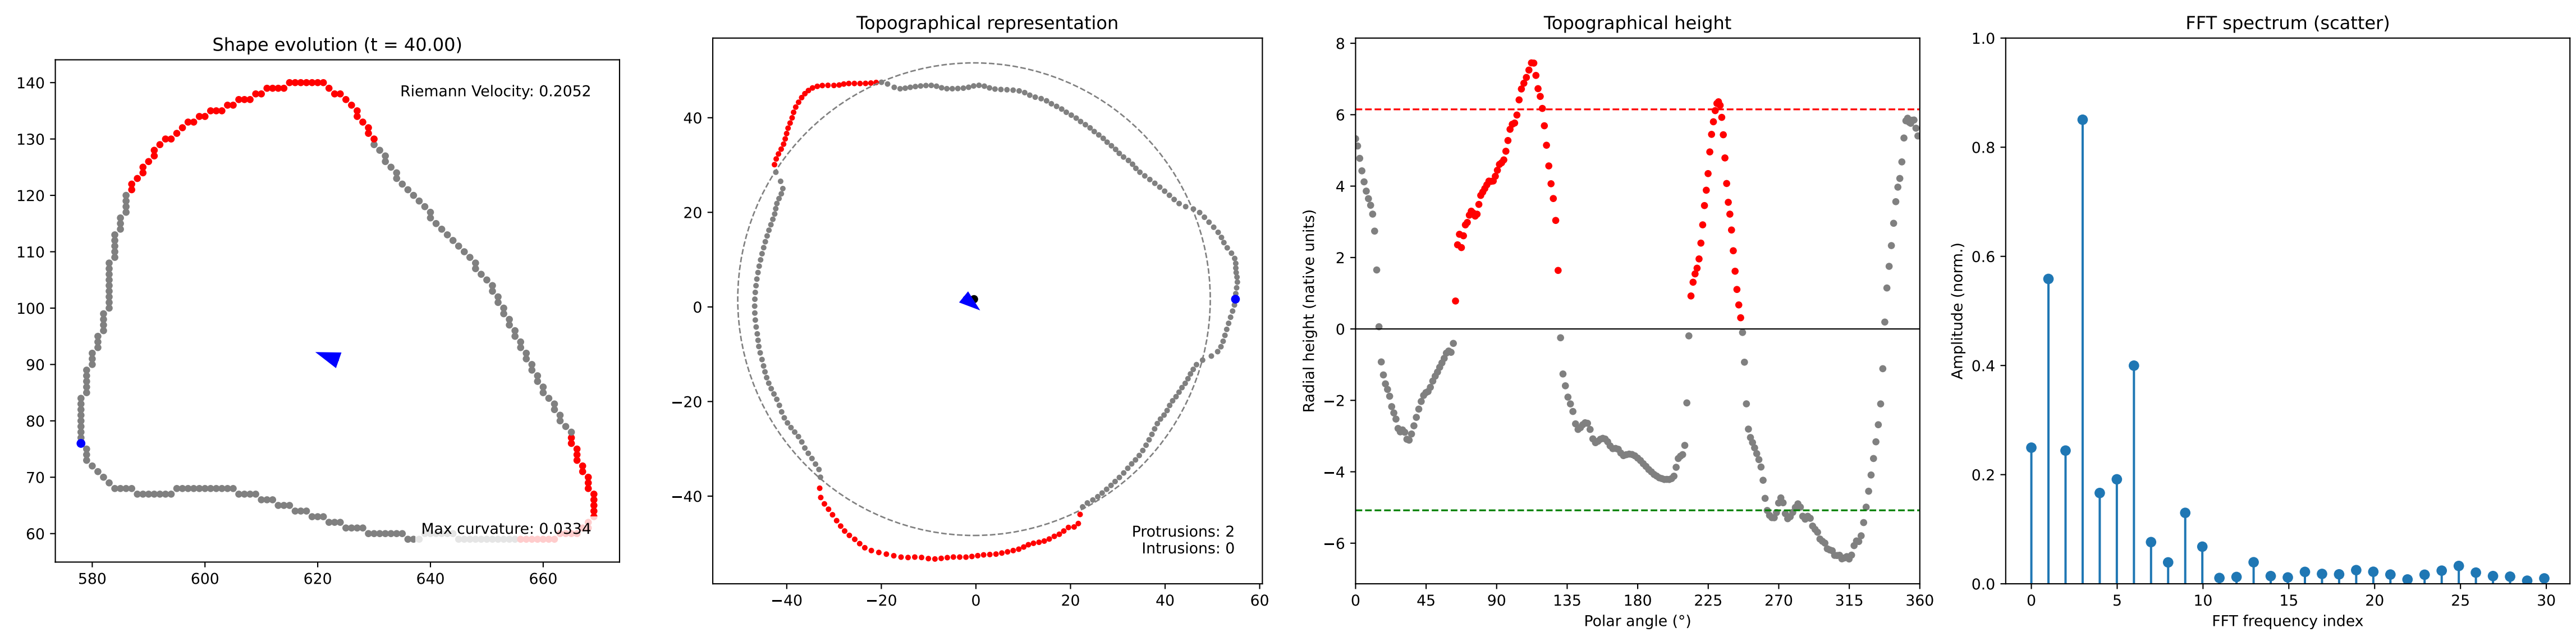 Shape evolution (t = 40.00)
Riemann Velocity: 0.2052
Max curvature: 0.0334
140
130
120
110
100
90
80
70
60
580 600 620 640 660
Topographical representation
40
20
0
−20
−40
−40 −20 0 20 40 60
Protrusions: 2
Intrusions: 0
Topographical height
Radial height (native units)
8
6
4
2
0
−2
−4
−6
0 45 90 135 180 225 270 315 360
Polar angle (°)
FFT spectrum (scatter)
Amplitude (norm.)
1.0
0.8
0.6
0.4
0.2
0.0
0 5 10 15 20 25 30
FFT frequency index